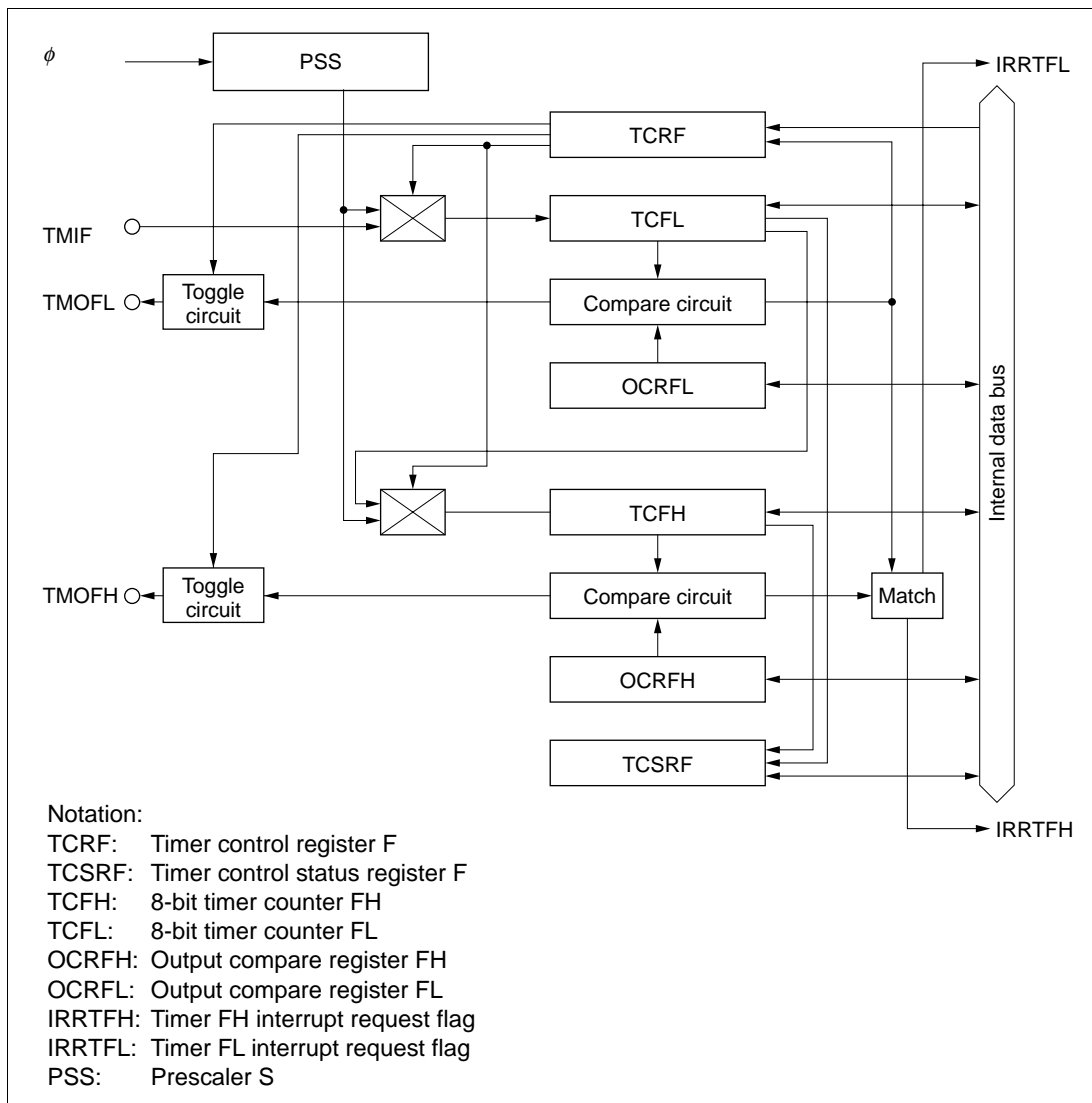 ϕ
PSS
IRRTFL
TCRF
TMIF
TCFL
TMOFL
Toggle
circuit
Compare circuit
OCRFL
Internal data bus
TCFH
TMOFH
Toggle
circuit
Compare circuit
Match
OCRFH
TCSRF
IRRTFH
Notation:
TCRF: Timer control register F
TCSRF: Timer control status register F
TCFH: 8-bit timer counter FH
TCFL: 8-bit timer counter FL
OCRFH: Output compare register FH
OCRFL: Output compare register FL
IRRTFH: Timer FH interrupt request flag
IRRTFL: Timer FL interrupt request flag
PSS: Prescaler S